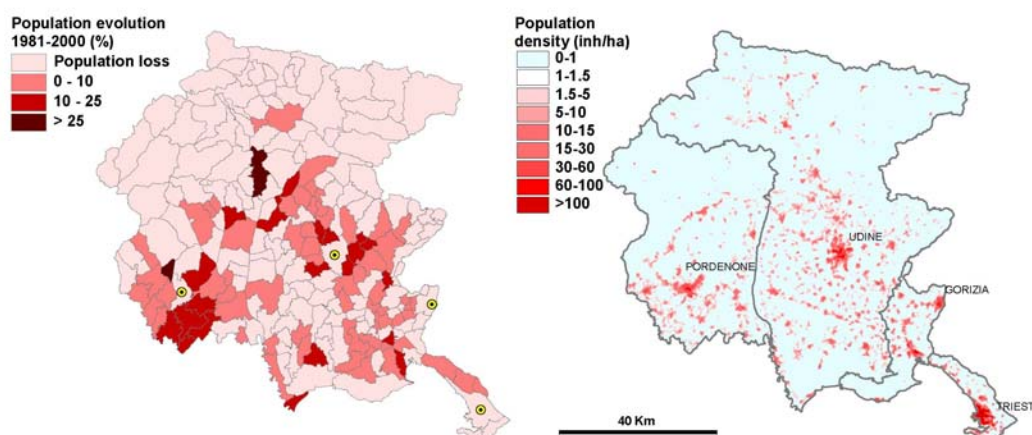 Population evolution
1981-2000 (%)
Population loss
0 - 10
10 - 25
> 25
Population
density (inh/ha)
0-1
1-1.5
1.5-5
5-10
10-15
15-30
30-60
60-100
>100
UDINE
PORDENONE
GORIZIA
TRIEST
40 Km